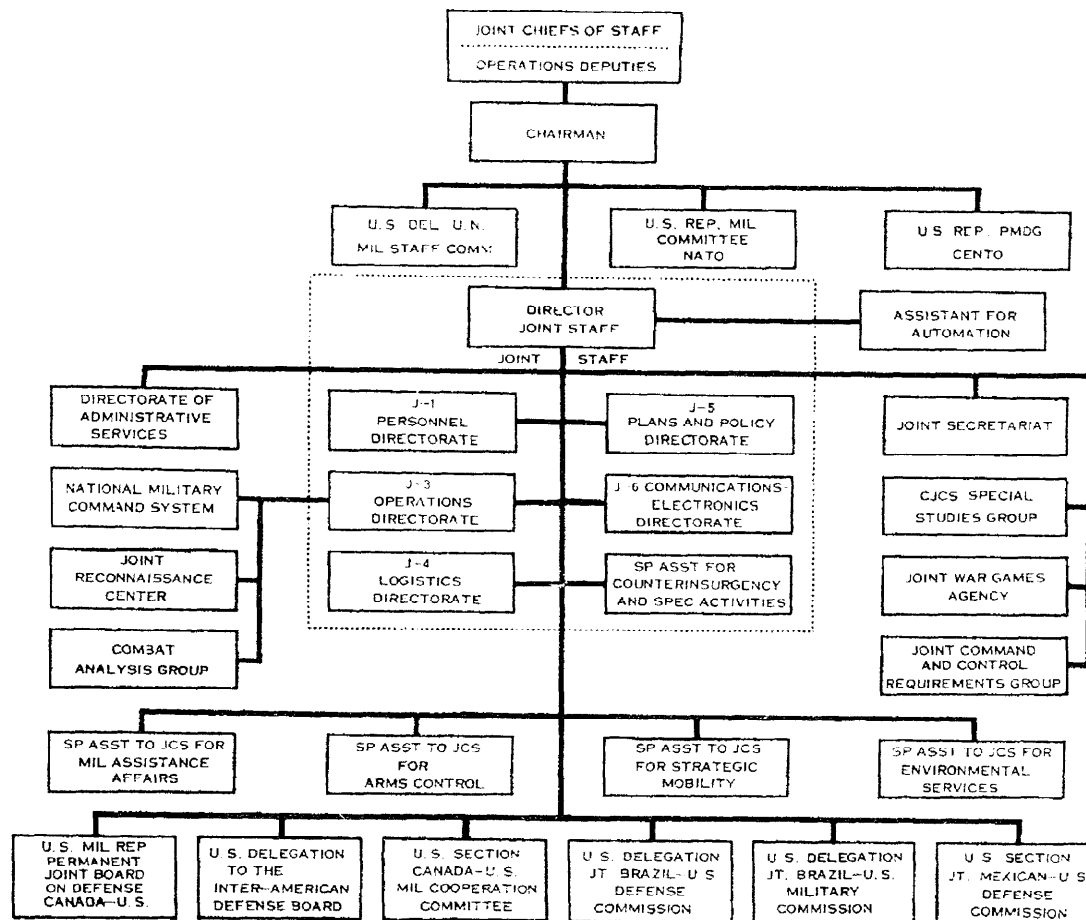 JOINT CHIEFS OF STAFF
OPERATIONS DEPUTIES
CHAIRMAN
U.S DEL U.N.
MIL STAFF COMM
U.S. REP, MIL
COMMITTEE
NATO
U.S REP. PMDG
CENTO
DIRECTOR
JOINT STAFF
ASSISTANT FOR
AUTOMATION
JOINT STAFF
DIRECTORATE OF
ADMINISTRATIVE
SERVICES
J-1
PERSONNEL
DIRECTORATE
J-5
PLANS AND POLICY
DIRECTORATE
JOINT SECRETARIAT
NATIONAL MILITARY
COMMAND SYSTEM
J-3
OPERATIONS
DIRECTORATE
J-6 COMMUNICATIONS-
ELECTRONICS
DIRECTORATE
CJCS SPECIAL
STUDIES GROUP
JOINT
RECONNAISSANCE
CENTER
J-4
LOGISTICS
DIRECTORATE
SP ASST FOR
COUNTERINSURGENCY
AND SPEC ACTIVITIES
JOINT WAR GAMES
AGENCY
COMBAT
ANALYSIS GROUP
JOINT COMMAND
AND CONTROL
REQUIREMENTS GROUP
SP ASST TO JCS FOR
MIL ASSISTANCE
AFFAIRS
SP ASST TO JCS
FOR
ARMS CONTROL
SP ASST TO JCS
FOR STRATEGIC
MOBILITY
SP ASST TO JCS FOR
ENVIRONMENTAL
SERVICES
U.S. MIL REP
PERMANENT
JOINT BOARD
ON DEFENSE
CANADA-U.S.
U.S. DELEGATION
TO THE
INTER-AMERICAN
DEFENSE BOARD
U.S. SECTION
CANADA-U.S.
MIL COOPERATION
COMMITTEE
U.S. DELEGATION
JT. BRAZIL-U S
DEFENSE
COMMISSION
U.S. DELEGATION
JT. BRAZIL-U.S.
MILITARY
COMMISSION
U S SECTION
JT. MEXICAN-U.S
DEFENSE
COMMISSION